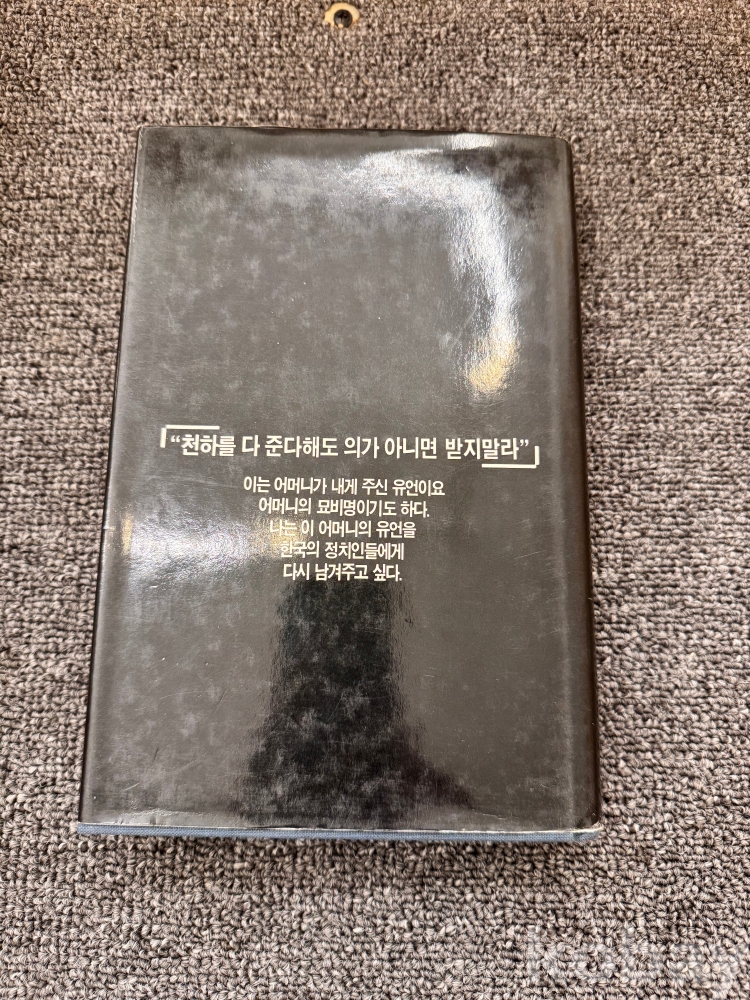 “천하를 다 준다해도 의가 아니면 받지말라”
이는 어머니가 내게 주신 유언이요
어머니의 묘비명이기도 하다.
나는 이 어머니의 유언을
한국의 정치인들에게
다시 남겨주고 싶다.
kobay